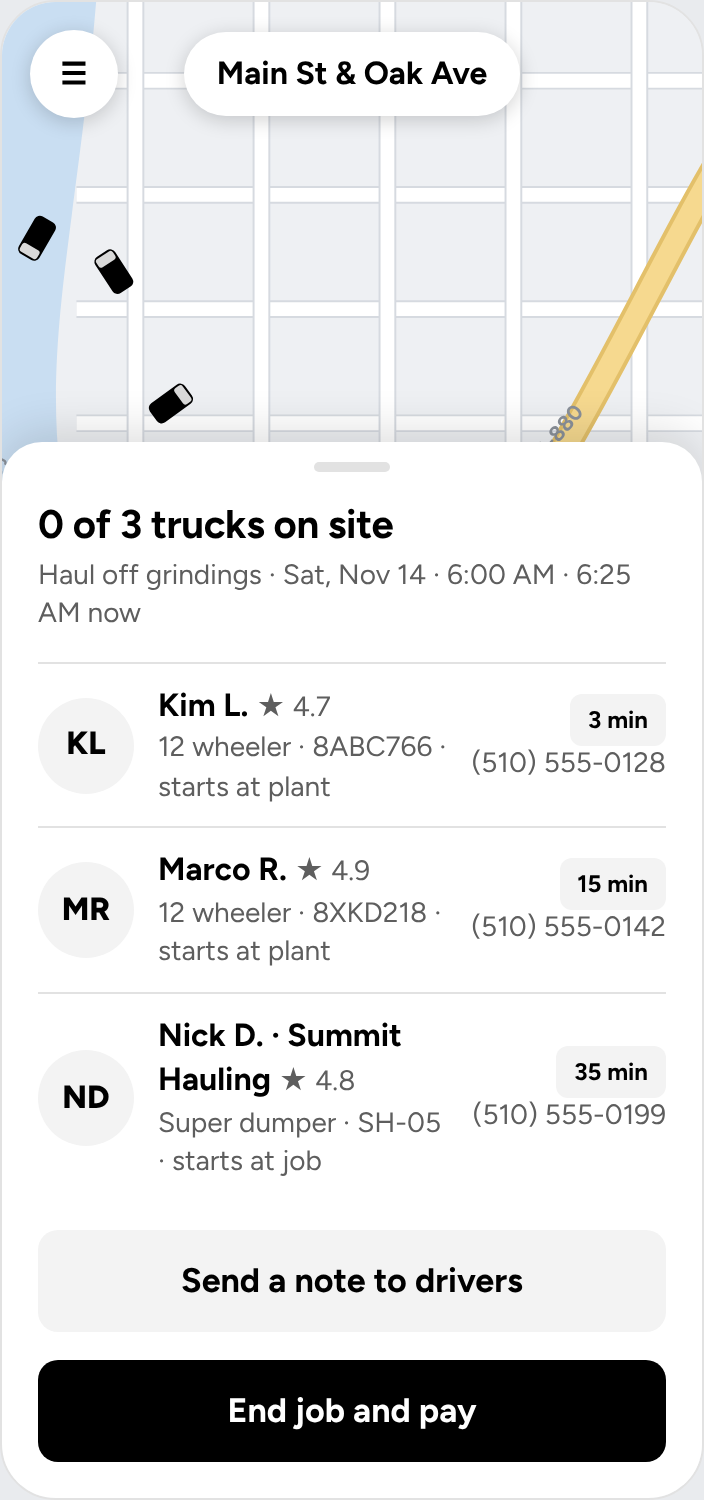 ☰
Main St & Oak Ave
-880
0 of 3 trucks on site
Haul off grindings · Sat, Nov 14 · 6:00 AM · 6:25
AM now
KL
Kim L. ★ 4.7
12 wheeler · 8ABC766 ·
starts at plant
3 min
(510) 555-0128
MR
Marco R. ★ 4.9
12 wheeler · 8XKD218 ·
starts at plant
15 min
(510) 555-0142
ND
Nick D. · Summit
Hauling ★ 4.8
Super dumper · SH-05
· starts at job
35 min
(510) 555-0199
Send a note to drivers
End job and pay